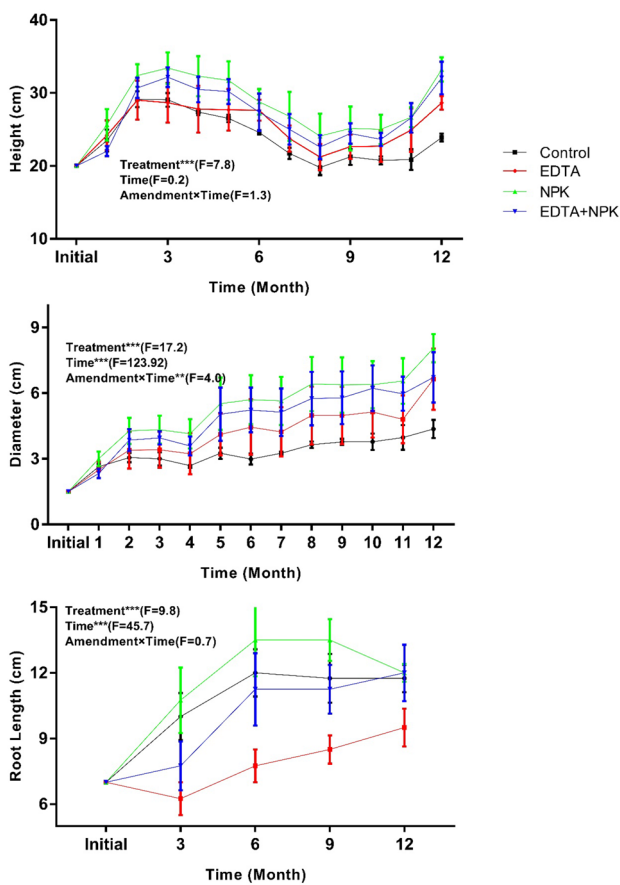 40
30
20
10
Height (cm)
Treatment***(F=7.8)
Time(F=0.2)
Amendment×Time(F=1.3)
Initial 3 6 9 12
Time (Month)
Control
EDTA
NPK
EDTA+NPK
9
6
3
0
Diameter (cm)
Treatment***(F=17.2)
Time***(F=123.92)
Amendment×Time**(F=4.0)
Initial 1 2 3 4 5 6 7 8 9 10 11 12
Time (Month)
15
12
9
6
Root Length (cm)
Treatment***(F=9.8)
Time***(F=45.7)
Amendment×Time(F=0.7)
Initial 3 6 9 12
Time (Month)